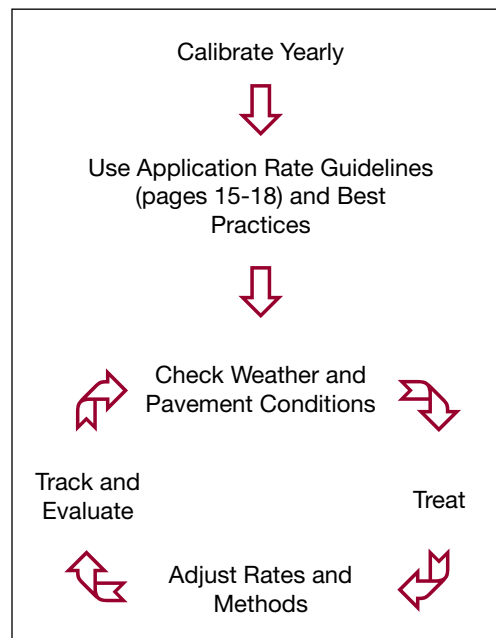 Calibrate Yearly
Use Application Rate Guidelines
(pages 15-18) and Best
Practices
Check Weather and
Pavement Conditions
Treat
Adjust Rates and
Methods
Track and
Evaluate